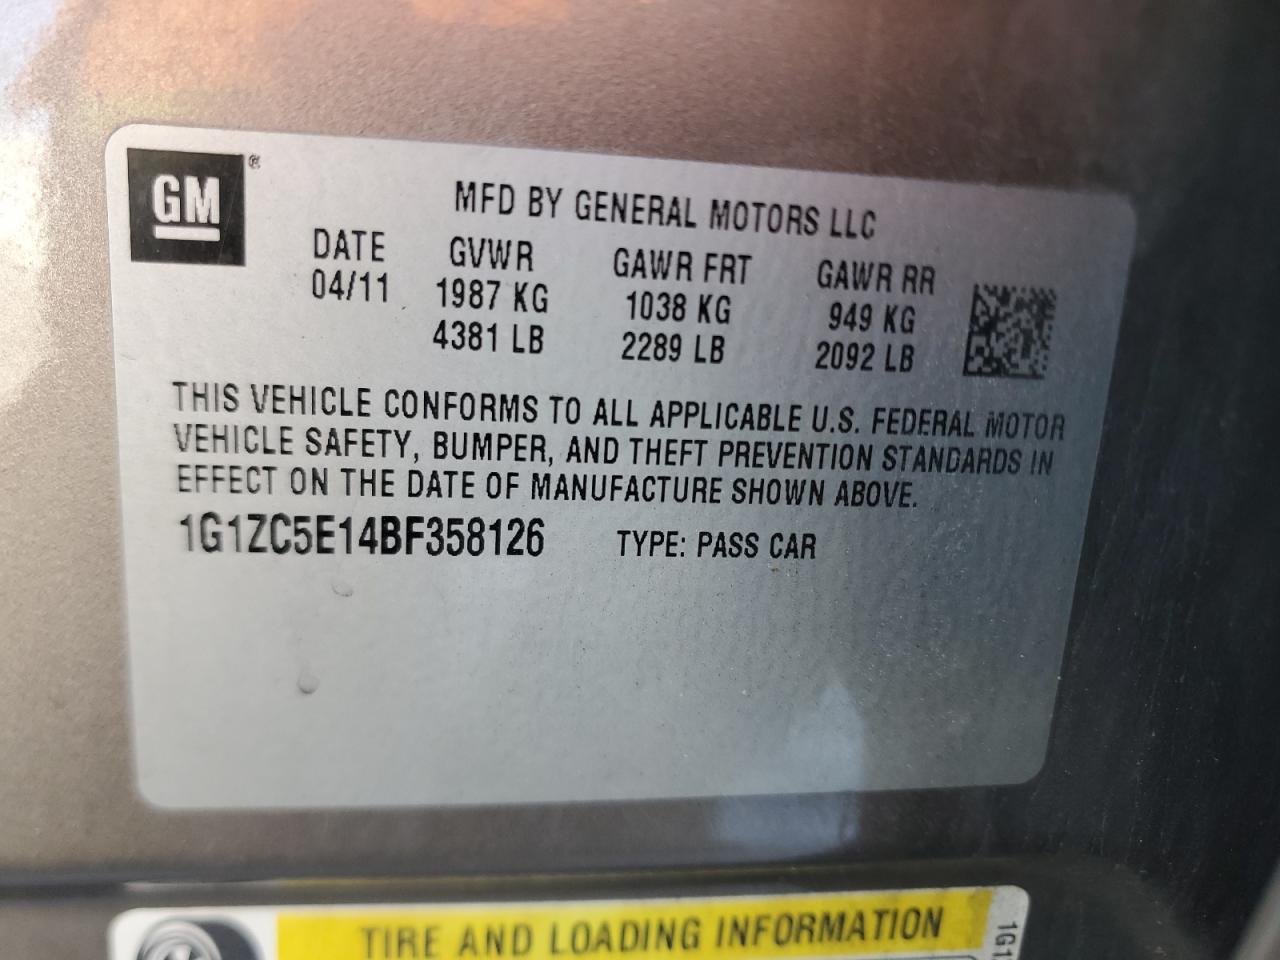 GM®
MFD BY GENERAL MOTORS LLC
DATE GVWR GAWR FRT GAWR RR
04/11 1987 KG 1038 KG 949 KG
4381 LB 2289 LB 2092 LB
THIS VEHICLE CONFORMS TO ALL APPLICABLE U.S. FEDERAL MOTOR
VEHICLE SAFETY, BUMPER, AND THEFT PREVENTION STANDARDS IN
EFFECT ON THE DATE OF MANUFACTURE SHOWN ABOVE.
1G1ZC5E14BF358126 TYPE: PASS CAR
TIRE AND LOADING INFORMATION